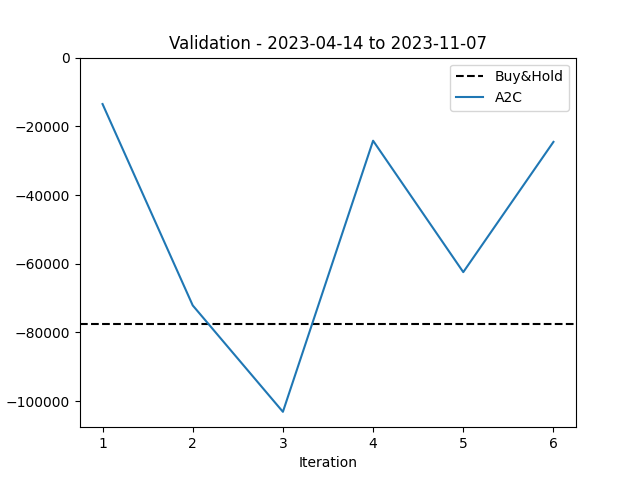 Validation - 2023-04-14 to 2023-11-07
0
−20000
−40000
−60000
−80000
−100000
Buy&Hold
A2C
1 2 3 4 5 6
Iteration